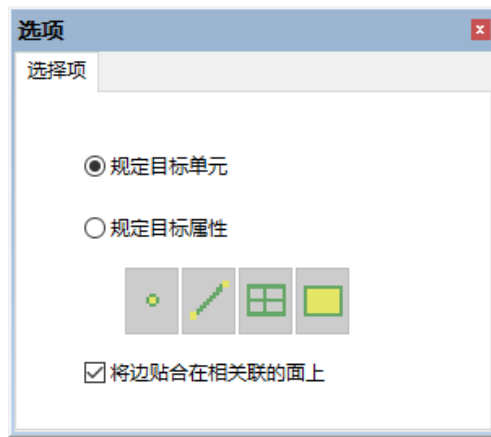 选项
选择项
规定目标单元
规定目标属性
将边贴合在相关联的面上